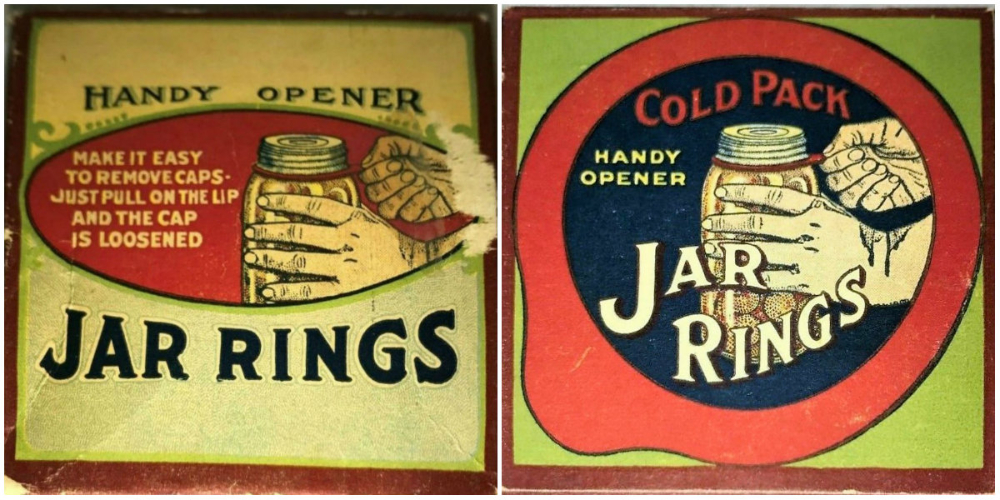 HANDY OPENER
MAKE IT EASY
TO REMOVE CAPS-
JUST PULL ON THE LIP
AND THE CAP
IS LOOSENED
JAR RINGS
COLD PACK
HANDY
OPENER
JAR
RINGS